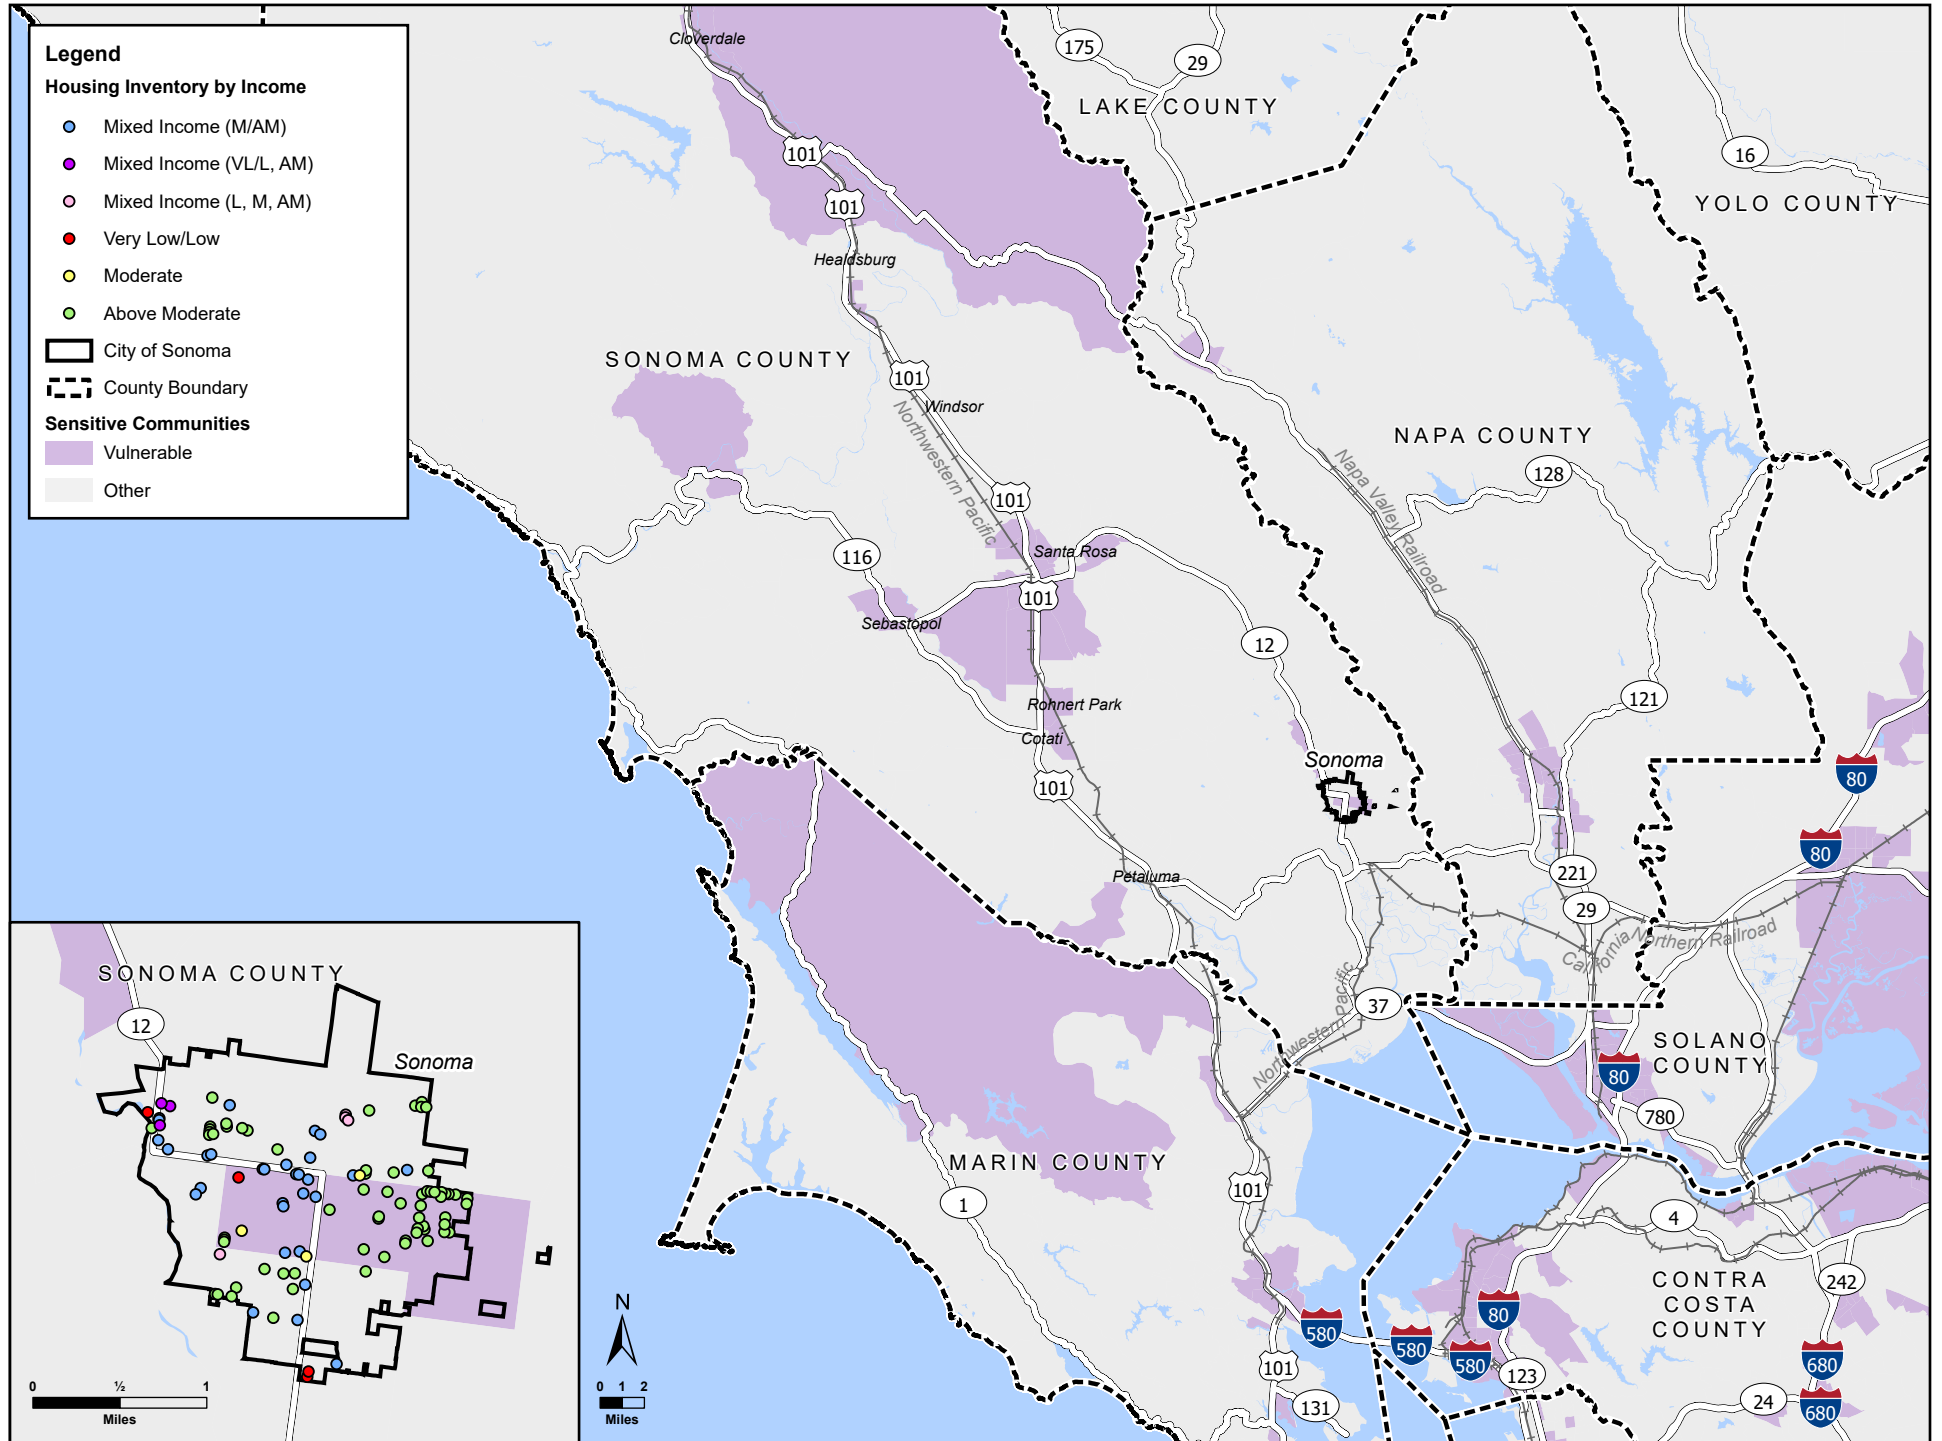 Legend
Housing Inventory by Income
Mixed Income (M/AM)
Mixed Income (VL/L, AM)
Mixed Income (L, M, AM)
Very Low/Low
Moderate
Above Moderate
City of Sonoma
County Boundary
Sensitive Communities
Vulnerable
Other
Cloverdale
175
29
LAKE COUNTY
16
YOLO COUNTY
101
101
Healdsburg
SONOMA COUNTY
101
Windsor
Northwestern Pacific
NAPA COUNTY
128
Napa Valley Railroad
101
116
Santa Rosa
101
Sebastopol
12
121
Rohnert Park
Cotati
Sonoma
101
80
80
Petaluma
221
29
California Northern Railroad
Northwestern Pacific
37
SOLANO
COUNTY
80
780
MARIN COUNTY
101
1
4
CONTRA
COSTA
COUNTY
242
80
580
580
580
123
680
101
131
24
680
SONOMA COUNTY
12
Sonoma
0
½
1
Miles
N
0 1 2
Miles